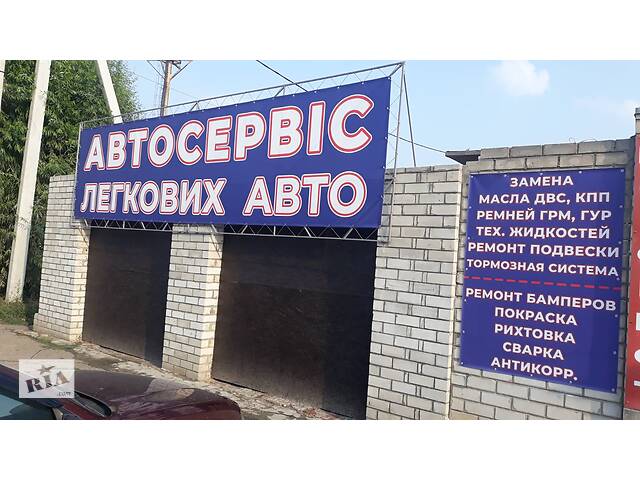 АВТОСЕРВІС
ЛЕГКОВИХ АВТО
ЗАМЕНА
МАСЛА ДВС, КПП
РЕМНЕЙ ГРМ, ГУР
ТЕХ. ЖИДКОСТЕЙ
РЕМОНТ ПОДВЕСКИ
ТОРМОЗНАЯ СИСТЕМА
РЕМОНТ БАМПЕРОВ
ПОКРАСКА
РИХТОВКА
СВАРКА
АНТИКОРР.
RIA
.com